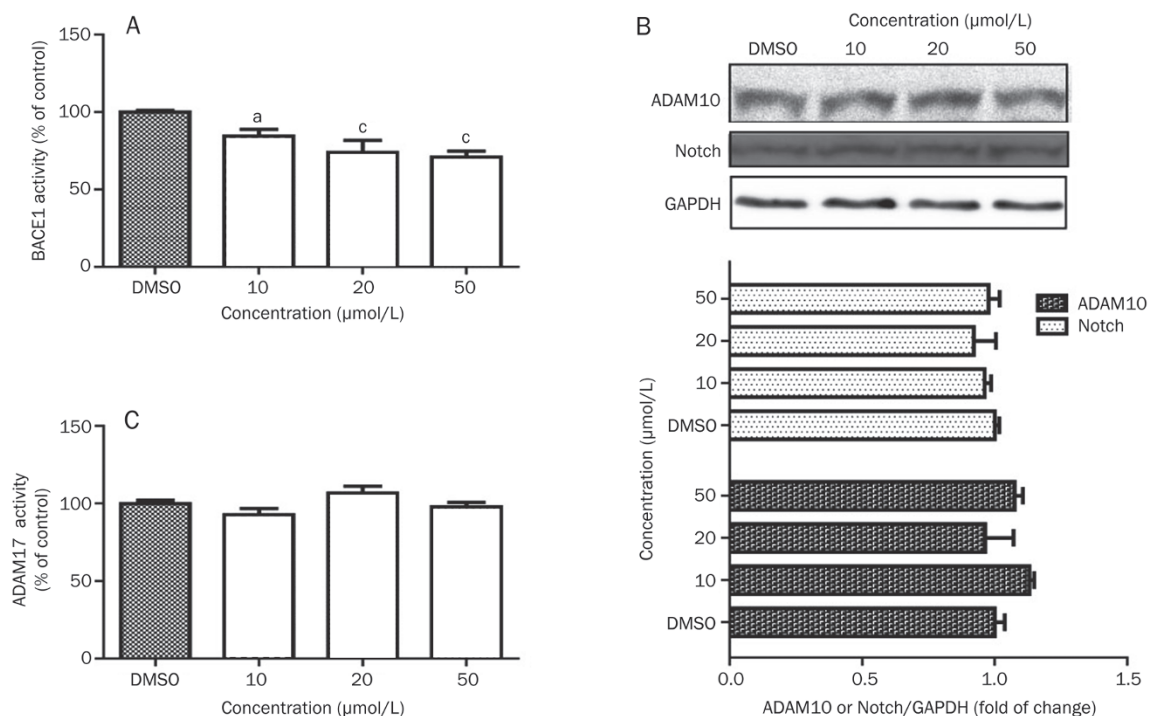 A
150
100
50
0
BACE1 activity (% of control)
a
c
c
DMSO
10
20
50
Concentration (μmol/L)
B
Concentration (μmol/L)
DMSO
10
20
50
ADAM10
Notch
GAPDH
ADAM10
Notch
Concentration (μmol/L)
50
20
10
DMSO
50
20
10
DMSO
0.0
0.5
1.0
1.5
ADAM10 or Notch/GAPDH (fold of change)
C
150
100
50
0
ADAM17 activity
(% of control)
DMSO
10
20
50
Concentration (μmol/L)